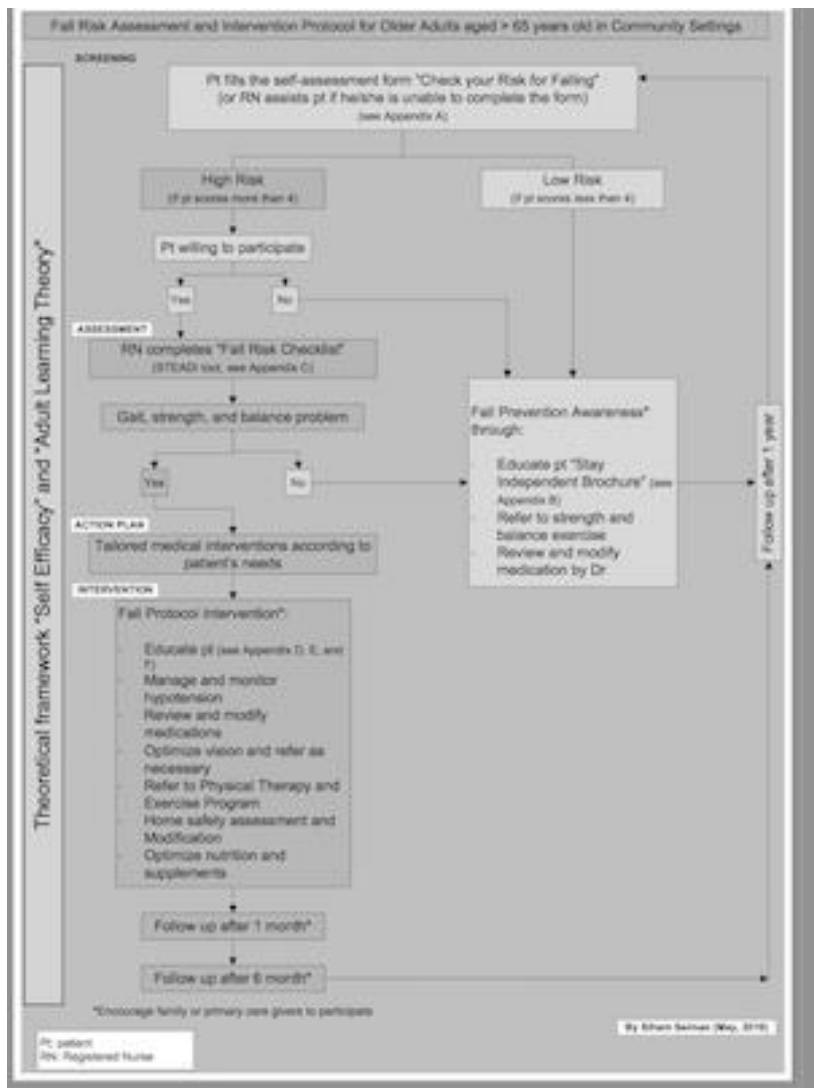 Fall Risk Assessment and Intervention Protocol for Older Adults aged > 65 years old in Community Settings
SCREENING
Pt fills the self-assessment form "Check your Risk for Falling"
(or RN assists pt if he/she is unable to complete the form)
(see Appendix A)
High Risk
(if pt scores more than 4)
Low Risk
(if pt scores less than 4)
Pt willing to participate
Yes
No
ASSESSMENT
RN completes "Fall Risk Checklist"
(STEADI tool, see Appendix C)
Gait, strength, and balance problem
Yes
No
Fall Prevention Awareness*
through:
Educate pt "Stay
Independent Brochure" (see
Appendix B)
Refer to strength and
balance exercise
Review and modify
medication by Dr
Follow up after 1 year
ACTION PLAN
Tailored medical interventions according to
patient's needs
INTERVENTION
Fall Protocol Intervention*:
Educate pt (see Appendix D, E, and
F)
Manage and monitor
hypotension
Review and modify
medications
Optimize vision and refer as
necessary
Refer to Physical Therapy and
Exercise Program
Home safety assessment and
Modification
Optimize nutrition and
supplements
Follow up after 1 month*
Follow up after 6 month*
Theoretical framework "Self Efficacy" and "Adult Learning Theory"
*Encourage family or primary care givers to participate
Pt: patient
RN: Registered Nurse